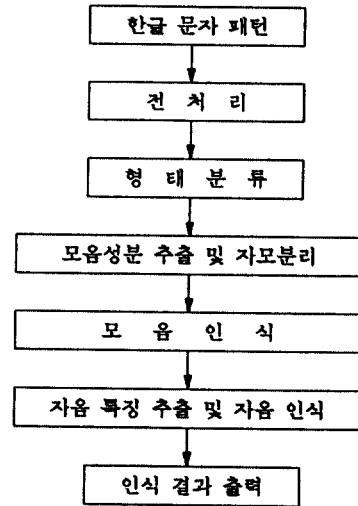 한글 문자 패턴
전 처 리
형 태 분 류
모음성분 추출 및 자모분리
모 음 인 식
자음 특징 추출 및 자음 인식
인식 결과 출력